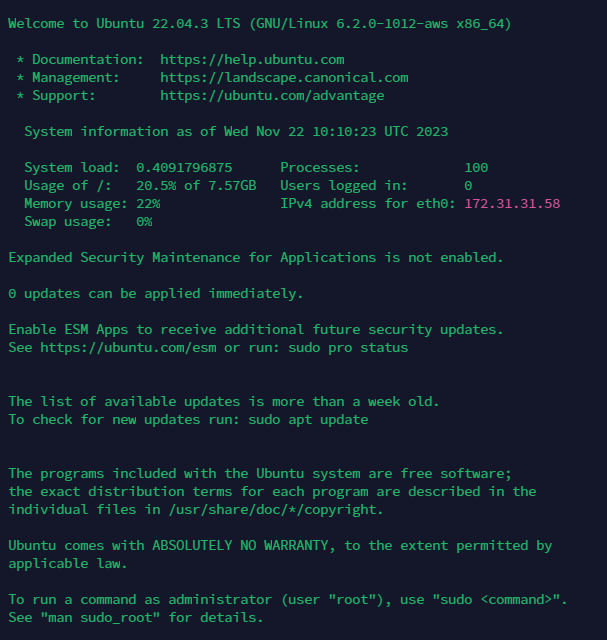 Welcome to Ubuntu 22.04.3 LTS (GNU/Linux 6.2.0-1012-aws x86_64)
* Documentation: https://help.ubuntu.com
* Management: https://landscape.canonical.com
* Support: https://ubuntu.com/advantage
System information as of Wed Nov 22 10:10:23 UTC 2023
System load: 0.4091796875 Processes: 100
Usage of /: 20.5% of 7.57GB Users logged in: 0
Memory usage: 22% IPv4 address for eth0: 172.31.31.58
Swap usage: 0%
Expanded Security Maintenance for Applications is not enabled.
0 updates can be applied immediately.
Enable ESM Apps to receive additional future security updates.
See https://ubuntu.com/esm or run: sudo pro status
The list of available updates is more than a week old.
To check for new updates run: sudo apt update
The programs included with the Ubuntu system are free software;
the exact distribution terms for each program are described in the
individual files in /usr/share/doc/*/copyright.
Ubuntu comes with ABSOLUTELY NO WARRANTY, to the extent permitted by
applicable law.
To run a command as administrator (user "root"), use "sudo <command>".
See "man sudo_root" for details.